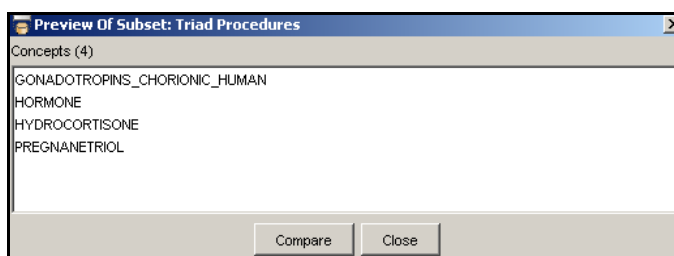 Preview Of Subset: Triad Procedures
Concepts (4)
GONADOTROPINS_CHORIONIC_HUMAN
HORMONE
HYDROCORTISONE
PREGNANETRIOL
Compare Close